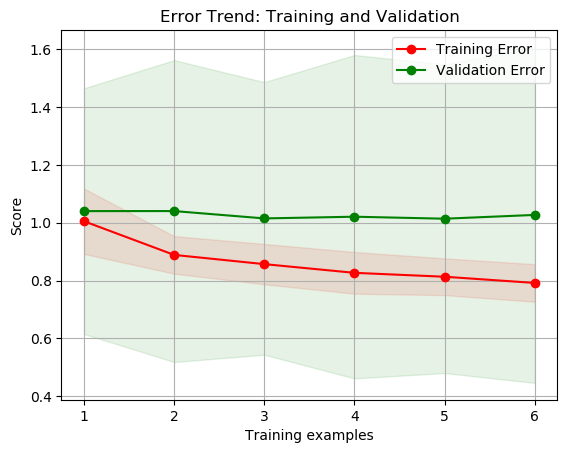 Error Trend: Training and Validation
Training Error
Validation Error
Score
1.6
1.4
1.2
1.0
0.8
0.6
0.4
1 2 3 4 5 6
Training examples